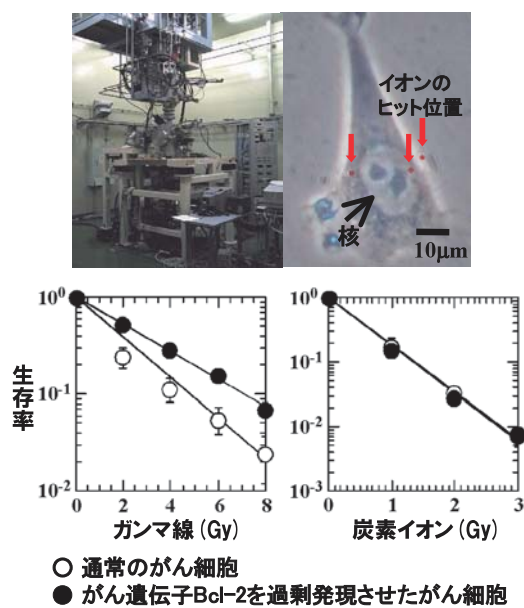 イオンの
ヒット位置
核
10μm
生存率
10^0
10^-1
10^-2
0 2 4 6 8
ガンマ線(Gy)
10^0
10^-1
10^-2
10^-3
0 1 2 3
炭素イオン(Gy)
○ 通常のがん細胞
● がん遺伝子Bcl-2を過剰発現させたがん細胞